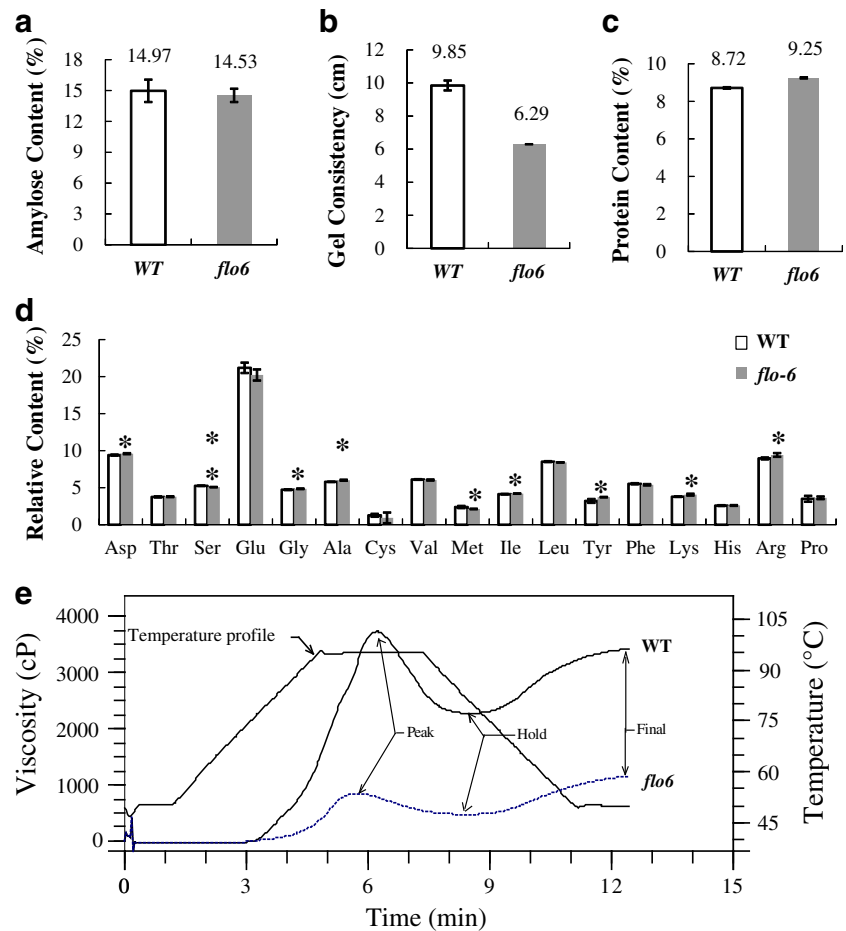 a
Amylose Content (%)
18
15
12
9
6
3
0
14.97
14.53
WT
flo6
b
Gel Consistency (cm)
12
10
8
6
4
2
0
9.85
6.29
WT
flo6
c
Protein Content (%)
10
8
6
4
2
0
8.72
9.25
WT
flo6
d
Relative Content (%)
25
20
15
10
5
0
WT
flo-6
* * * * * * * * * * *
Asp Thr Ser Glu Gly Ala Cys Val Met Ile Leu Tyr Phe Lys His Arg Pro
e
Viscosity (cP)
4000
3000
2000
1000
0
Temperature profile
Peak
Hold
Final
WT
flo6
105
90
75
60
45
Temperature (°C)
0 3 6 9 12 15
Time (min)